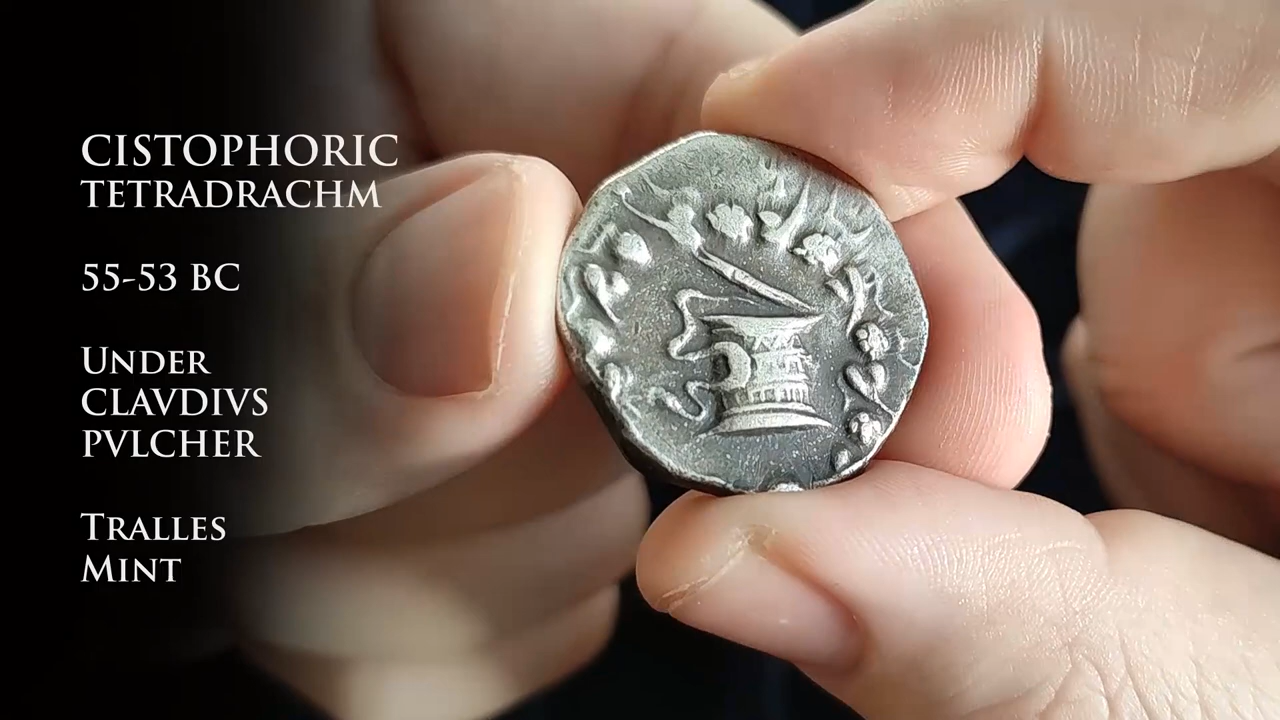 CISTOPHORIC
TETRADRACHM
55-53 BC
UNDER
CLAVDIVS
PVLCHER
TRALLES
MINT